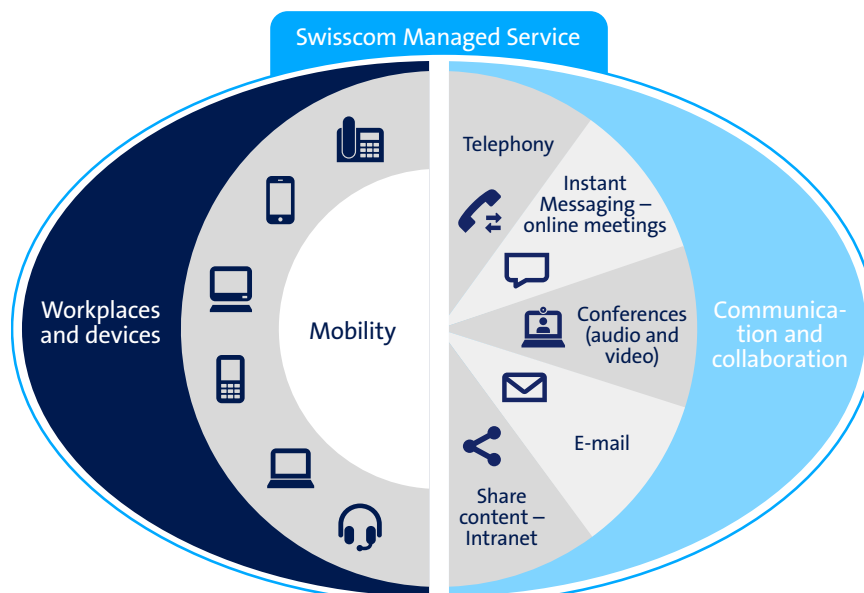 Swisscom Managed Service
Workplaces
and devices
Mobility
Telephony
Instant
Messaging –
online meetings
Conferences
(audio and
video)
E-mail
Share
content –
Intranet
Communica-
tion and
collaboration